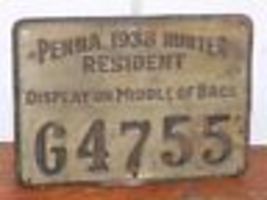 PENNA. 1938 HUNTER
RESIDENT
DISPLAY ON MIDDLE OF BACK
G4755